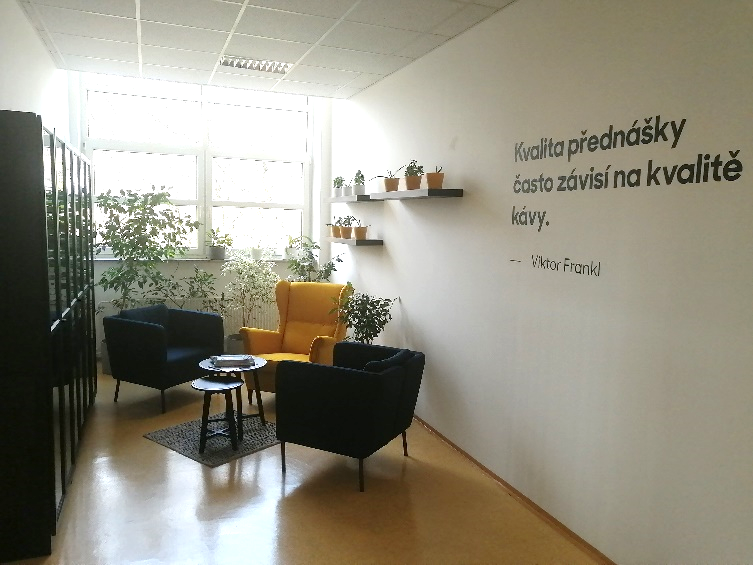 Kvalita přednášky
často závisí na kvalitě
kávy.
— Viktor Frankl